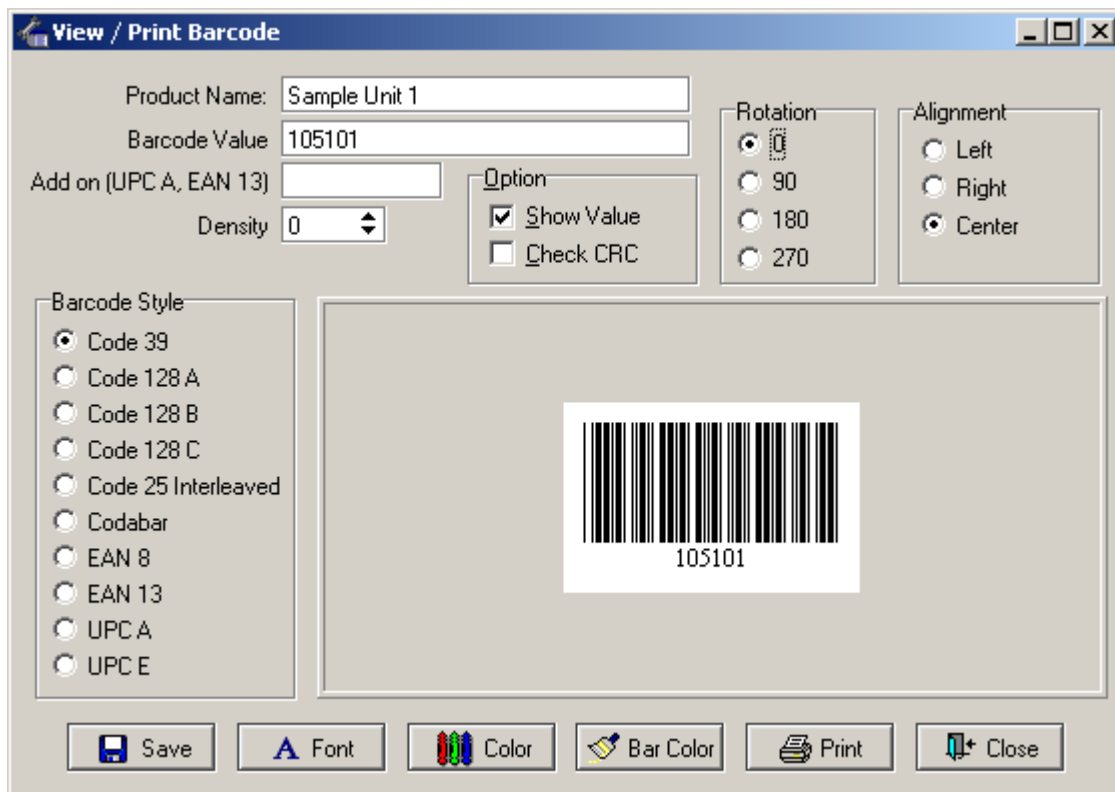 View / Print Barcode
Product Name: Sample Unit 1
Barcode Value 105101
Add on (UPC A, EAN 13)
Density 0
Option
Show Value
Check CRC
Rotation
0
90
180
270
Alignment
Left
Right
Center
Barcode Style
Code 39
Code 128 A
Code 128 B
Code 128 C
Code 25 Interleaved
Codabar
EAN 8
EAN 13
UPC A
UPC E
105101
Save
A Font
Color
Bar Color
Print
Close